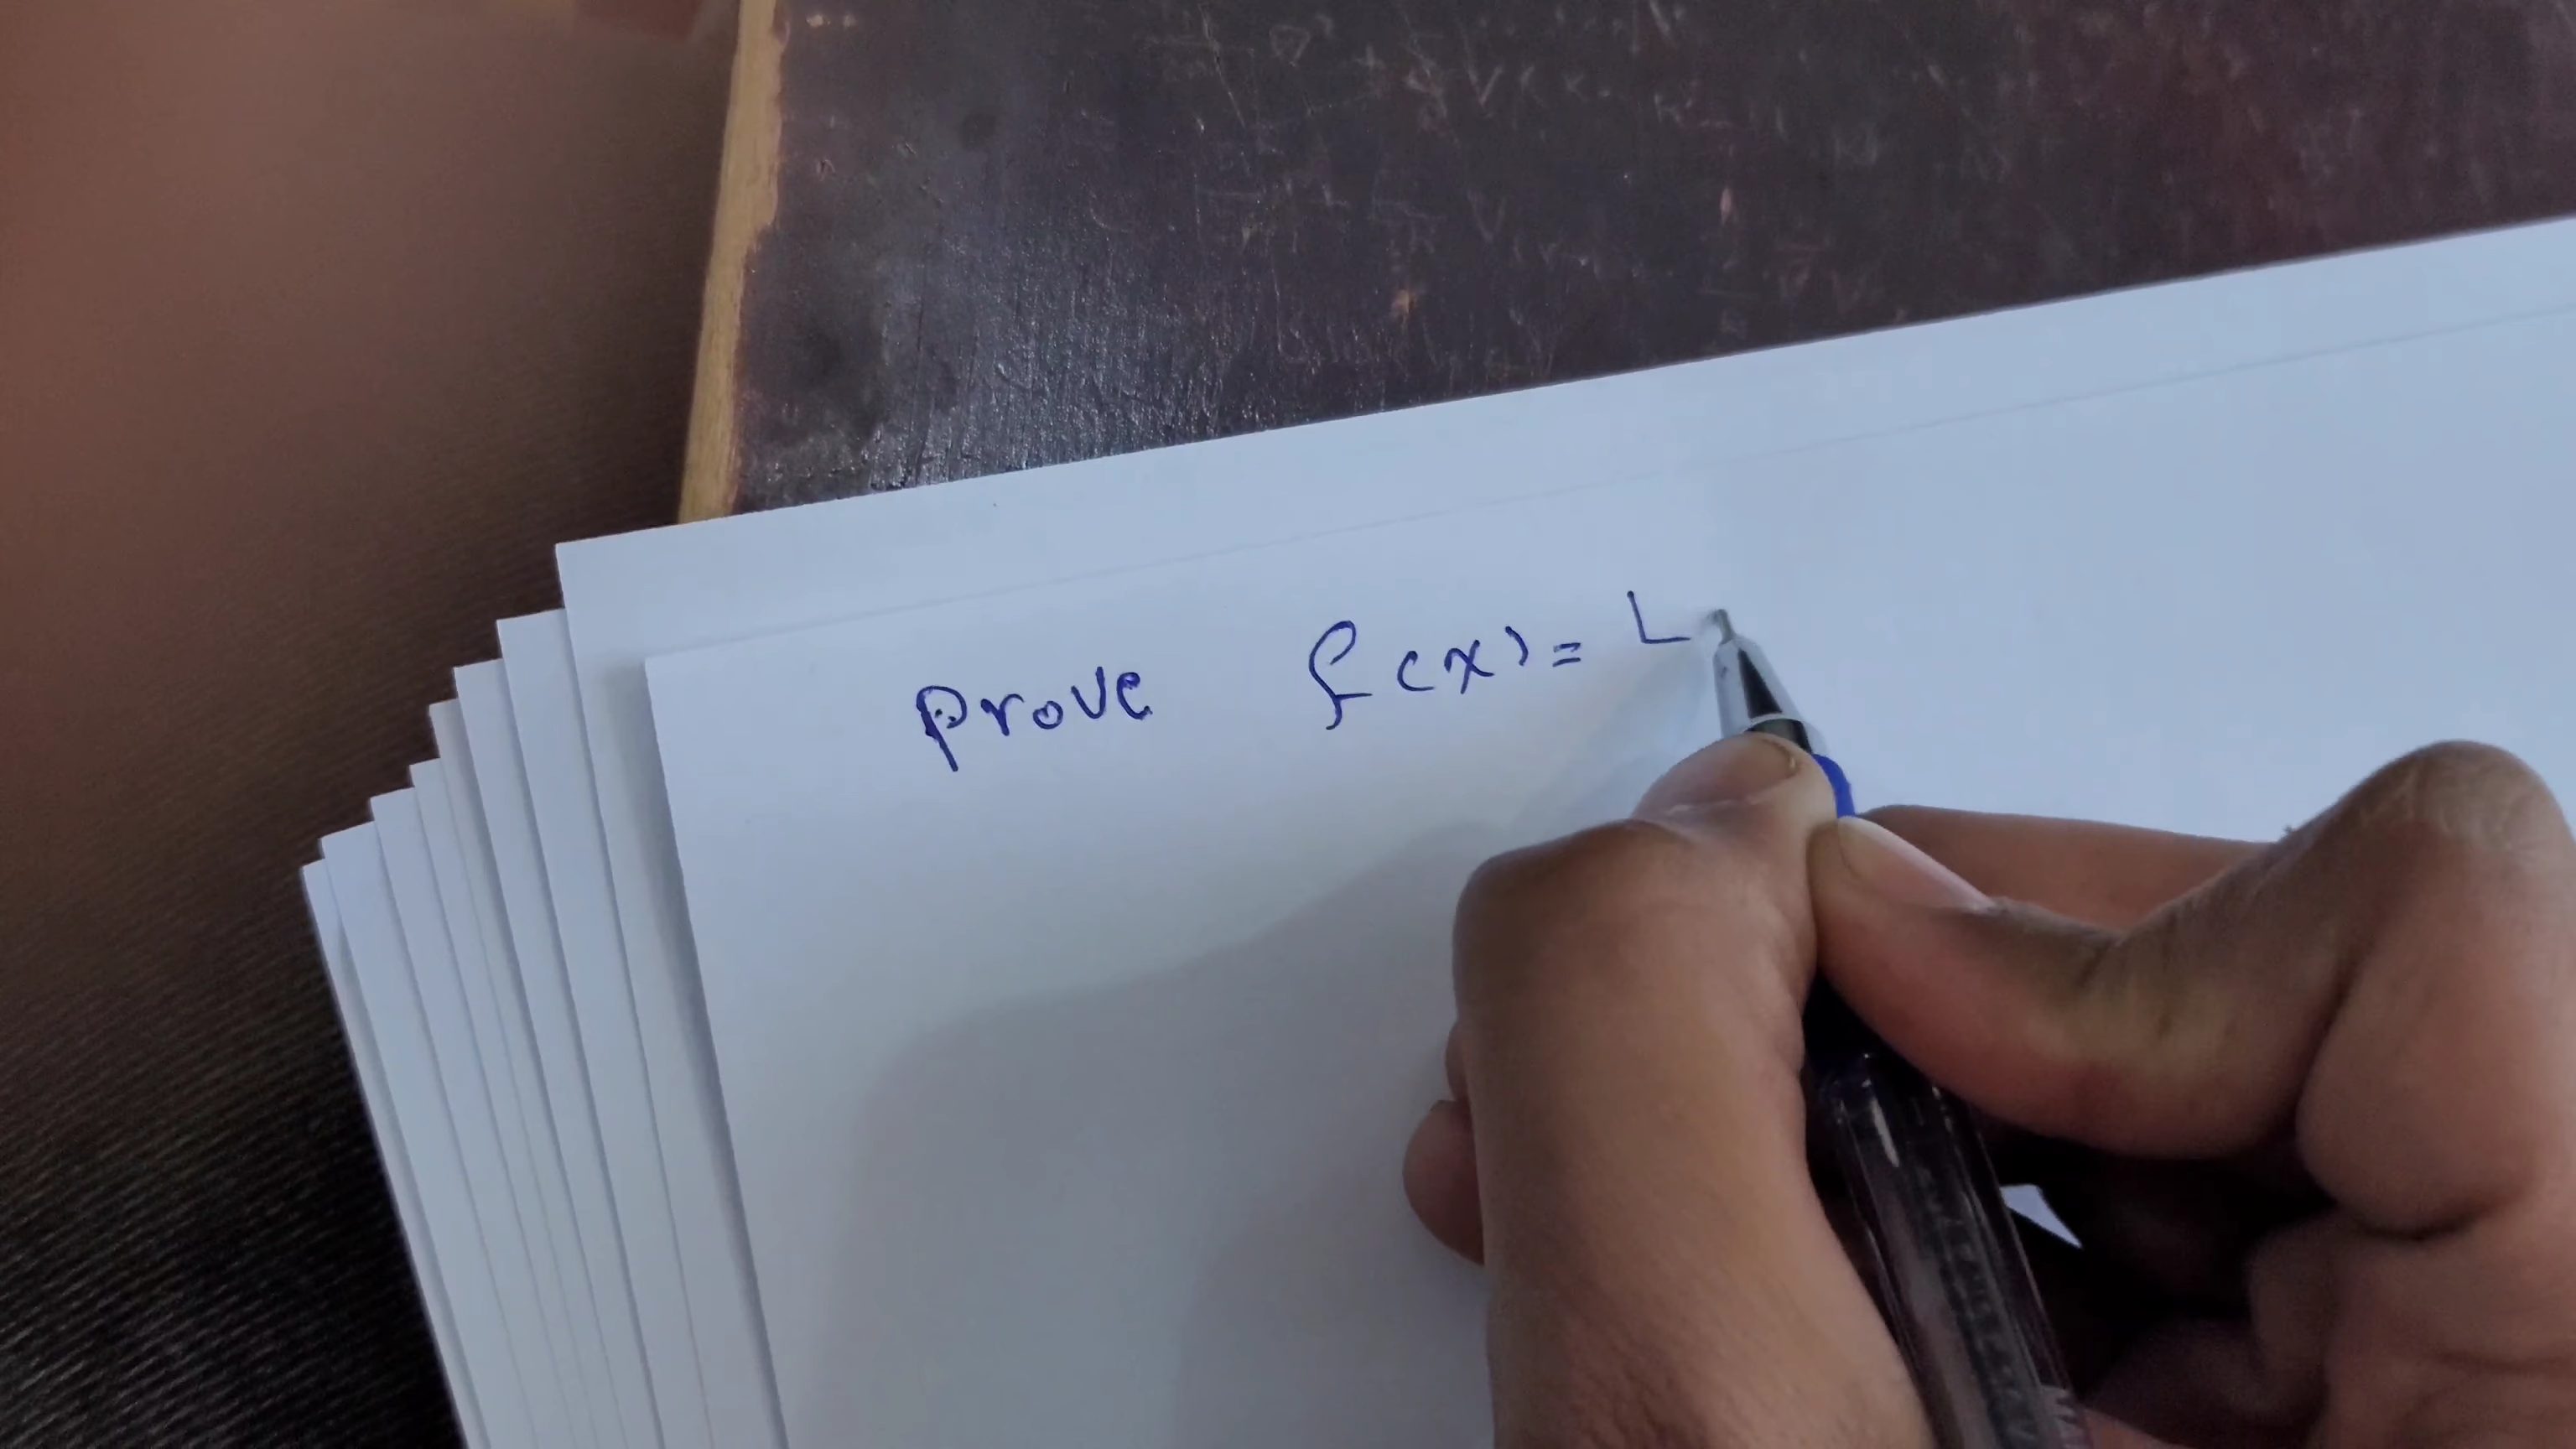 prove f(x) = L